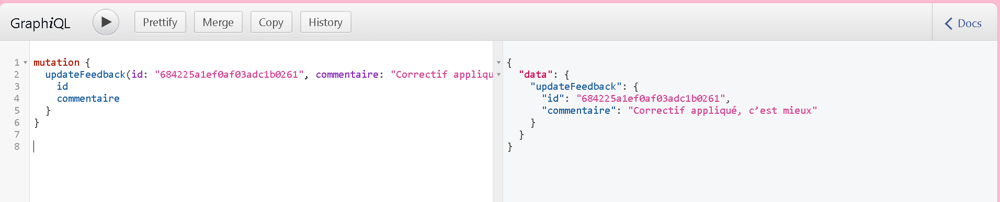 GraphiQL Prettify Merge Copy History Docs
1 mutation {
2 updateFeedback(id: "684225a1ef0af03adc1b0261", commentaire: "Correctif appliqu
3 id
4 commentaire
5 }
6 }
7
8
{
"data": {
"updateFeedback": {
"id": "684225a1ef0af03adc1b0261",
"commentaire": "Correctif appliqué, c’est mieux"
}
}
}